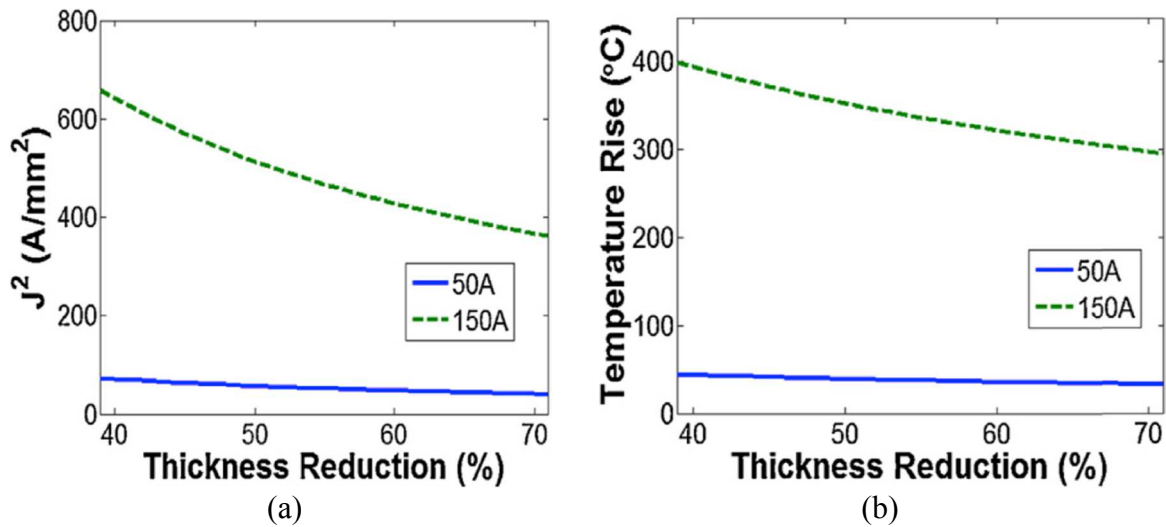 800
600
400
200
0
40 50 60 70
J² (A/mm²)
Thickness Reduction (%)
50A
150A
(a)
400
300
200
100
0
40 50 60 70
Temperature Rise (°C)
Thickness Reduction (%)
50A
150A
(b)